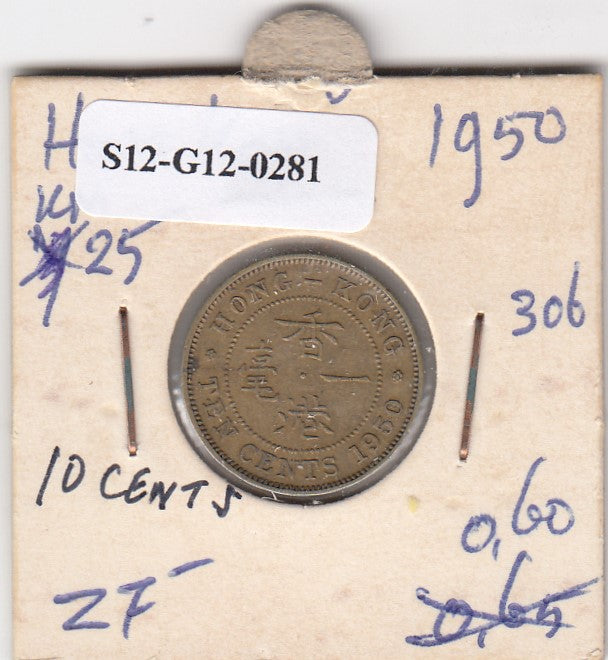 H
1950
S12-G12-0281
25
306
HONG-KONG
香
一 毫
港
TEN CENTS 1950
10 CENTS
0,60
ZF-
0,65